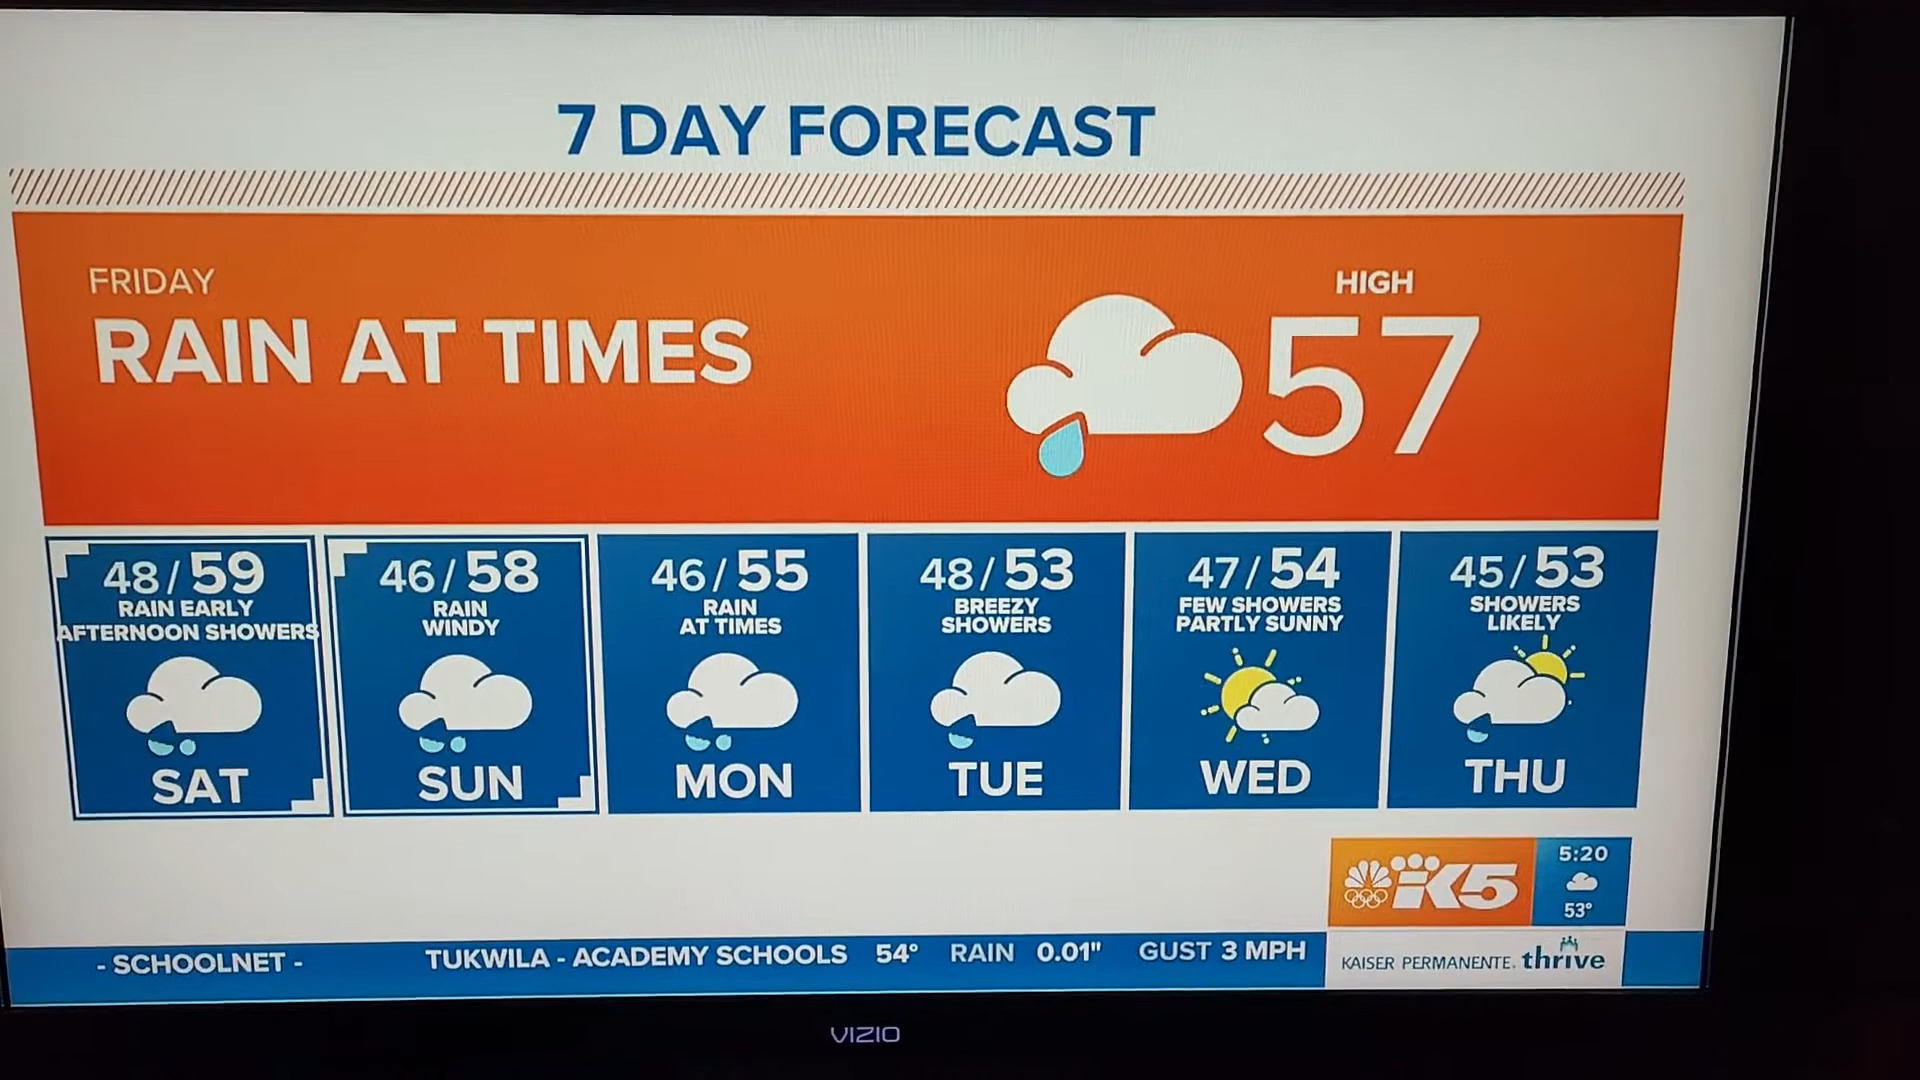 7 DAY FORECAST
FRIDAY
RAIN AT TIMES
HIGH
57
48/59
RAIN EARLY
AFTERNOON SHOWERS
SAT
46/58
RAIN
WINDY
SUN
46/55
RAIN
AT TIMES
MON
48/53
BREEZY
SHOWERS
TUE
47/54
FEW SHOWERS
PARTLY SUNNY
WED
45/53
SHOWERS
LIKELY
THU
K5
5:20
53°
- SCHOOLNET - TUKWILA - ACADEMY SCHOOLS 54° RAIN 0.01" GUST 3 MPH
KAISER PERMANENTE. thrive
VIZIO